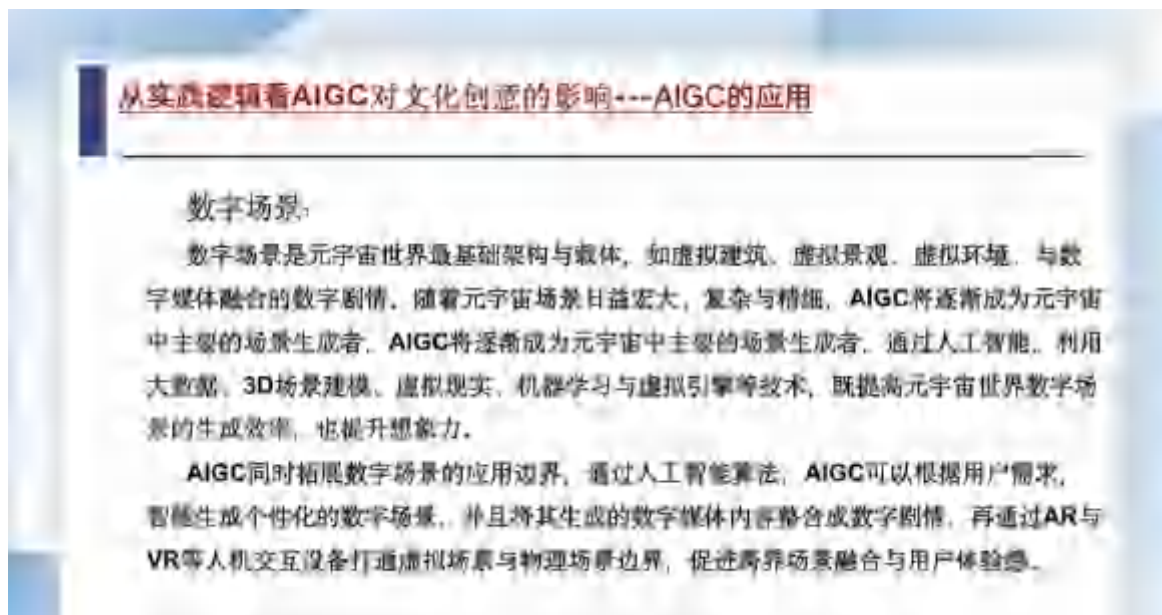 从实践逻辑看AIGC对文化创意的影响---AIGC的应用
数字场景:
数字场景是元宇宙世界最基础架构与载体，如虚拟建筑、虚拟景观、虚拟环境、与数
字媒体融合的数字剧情。随着元宇宙场景日益宏大，复杂与精细，AIGC将逐渐成为元宇宙
中主要的场景生成者，AIGC将逐渐成为元宇宙中主要的场景生成者，通过人工智能、利用
大数据、3D场景建模、虚拟现实、机器学习与虚拟引擎等技术，既提高元宇宙世界数字场
景的生成效率，也提升想象力。
AIGC同时拓展数字场景的应用边界，通过人工智能算法，AIGC可以根据用户需求，
智能生成个性化的数字场景，并且将其生成的数字媒体内容整合成数字剧情，再通过AR与
VR等人机交互设备打通虚拟场景与物理场景边界，促进跨界场景融合与用户体验感。